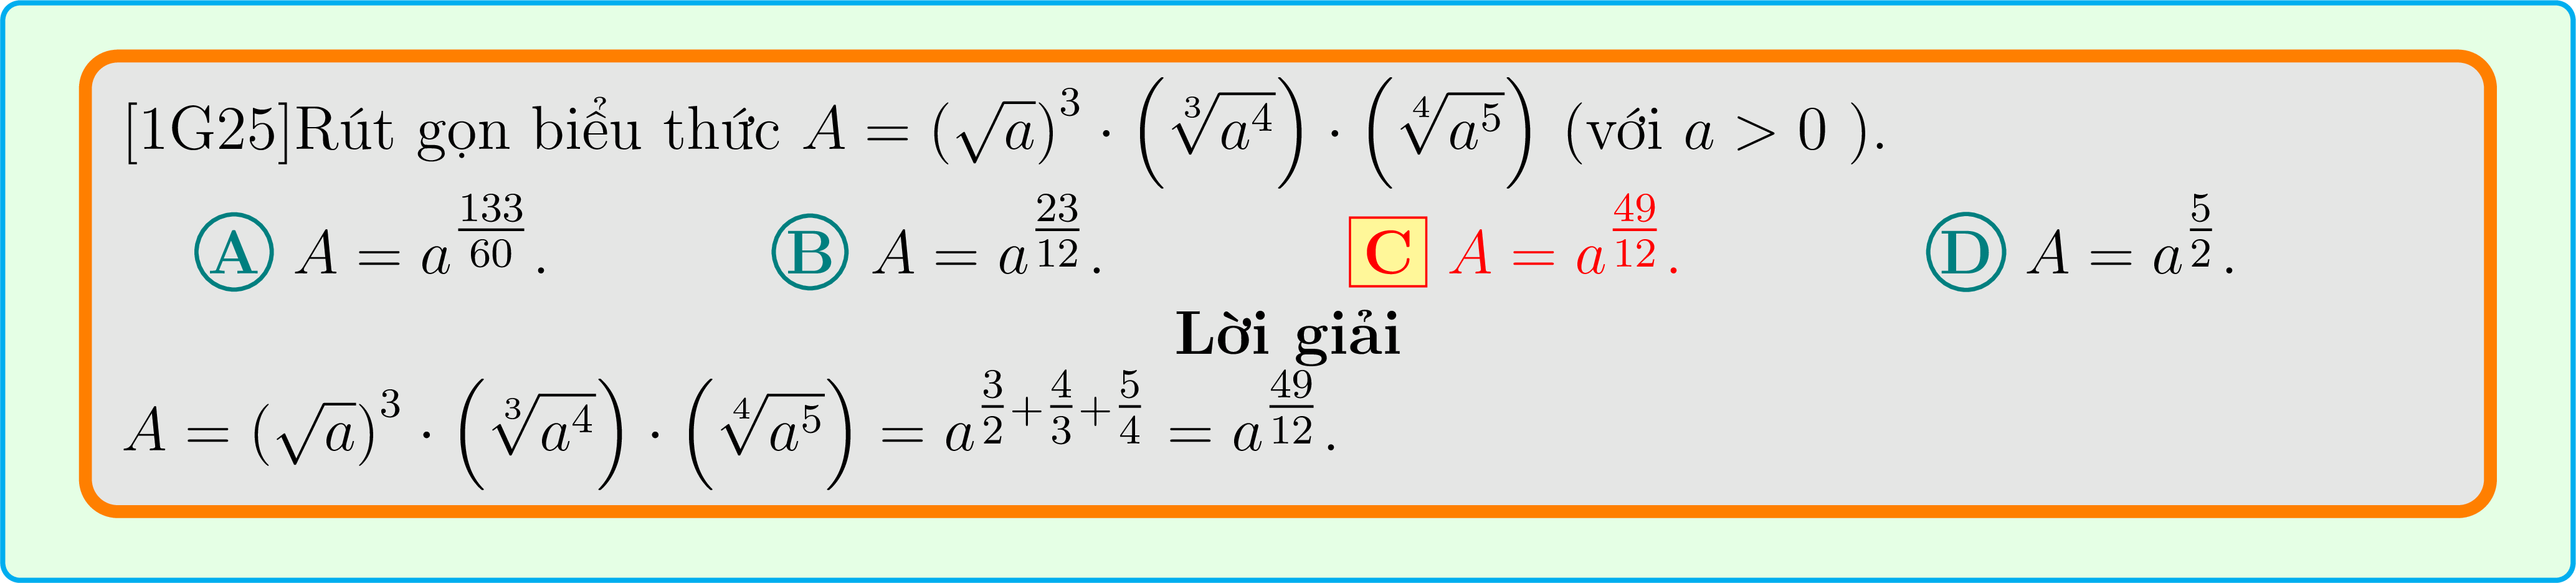 [1G25]Rút gọn biểu thức $A = (\sqrt{a})^3 \cdot \left(\sqrt[3]{a^4}\right) \cdot \left(\sqrt[4]{a^5}\right)$ (với $a > 0$ ).
A $A = a^{\frac{133}{60}}$. B $A = a^{\frac{23}{12}}$. C $A = a^{\frac{49}{12}}$. D $A = a^{\frac{5}{2}}$.
Lời giải
$A = (\sqrt{a})^3 \cdot \left(\sqrt[3]{a^4}\right) \cdot \left(\sqrt[4]{a^5}\right) = a^{\frac{3}{2}+\frac{4}{3}+\frac{5}{4}} = a^{\frac{49}{12}}$.